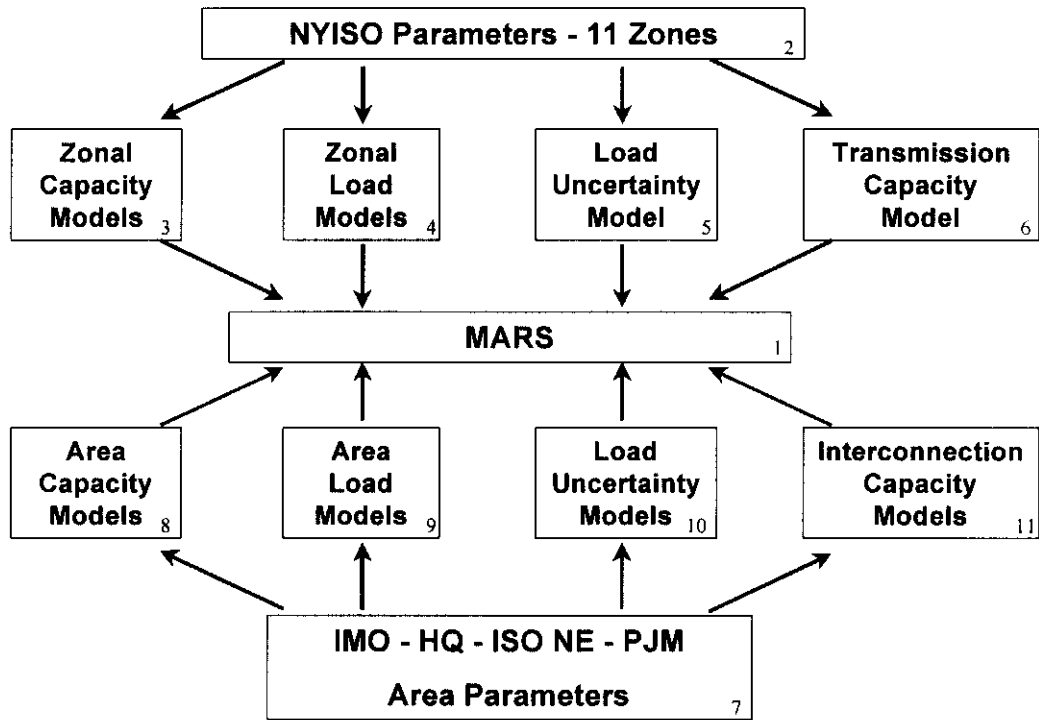 NYISO Parameters - 11 Zones
2
Zonal
Capacity
Models
3
Zonal
Load
Models
4
Load
Uncertainty
Model
5
Transmission
Capacity
Model
6
MARS
1
Area
Capacity
Models
8
Area
Load
Models
9
Load
Uncertainty
Models
10
Interconnection
Capacity
Models
11
IMO - HQ - ISO NE - PJM
Area Parameters
7